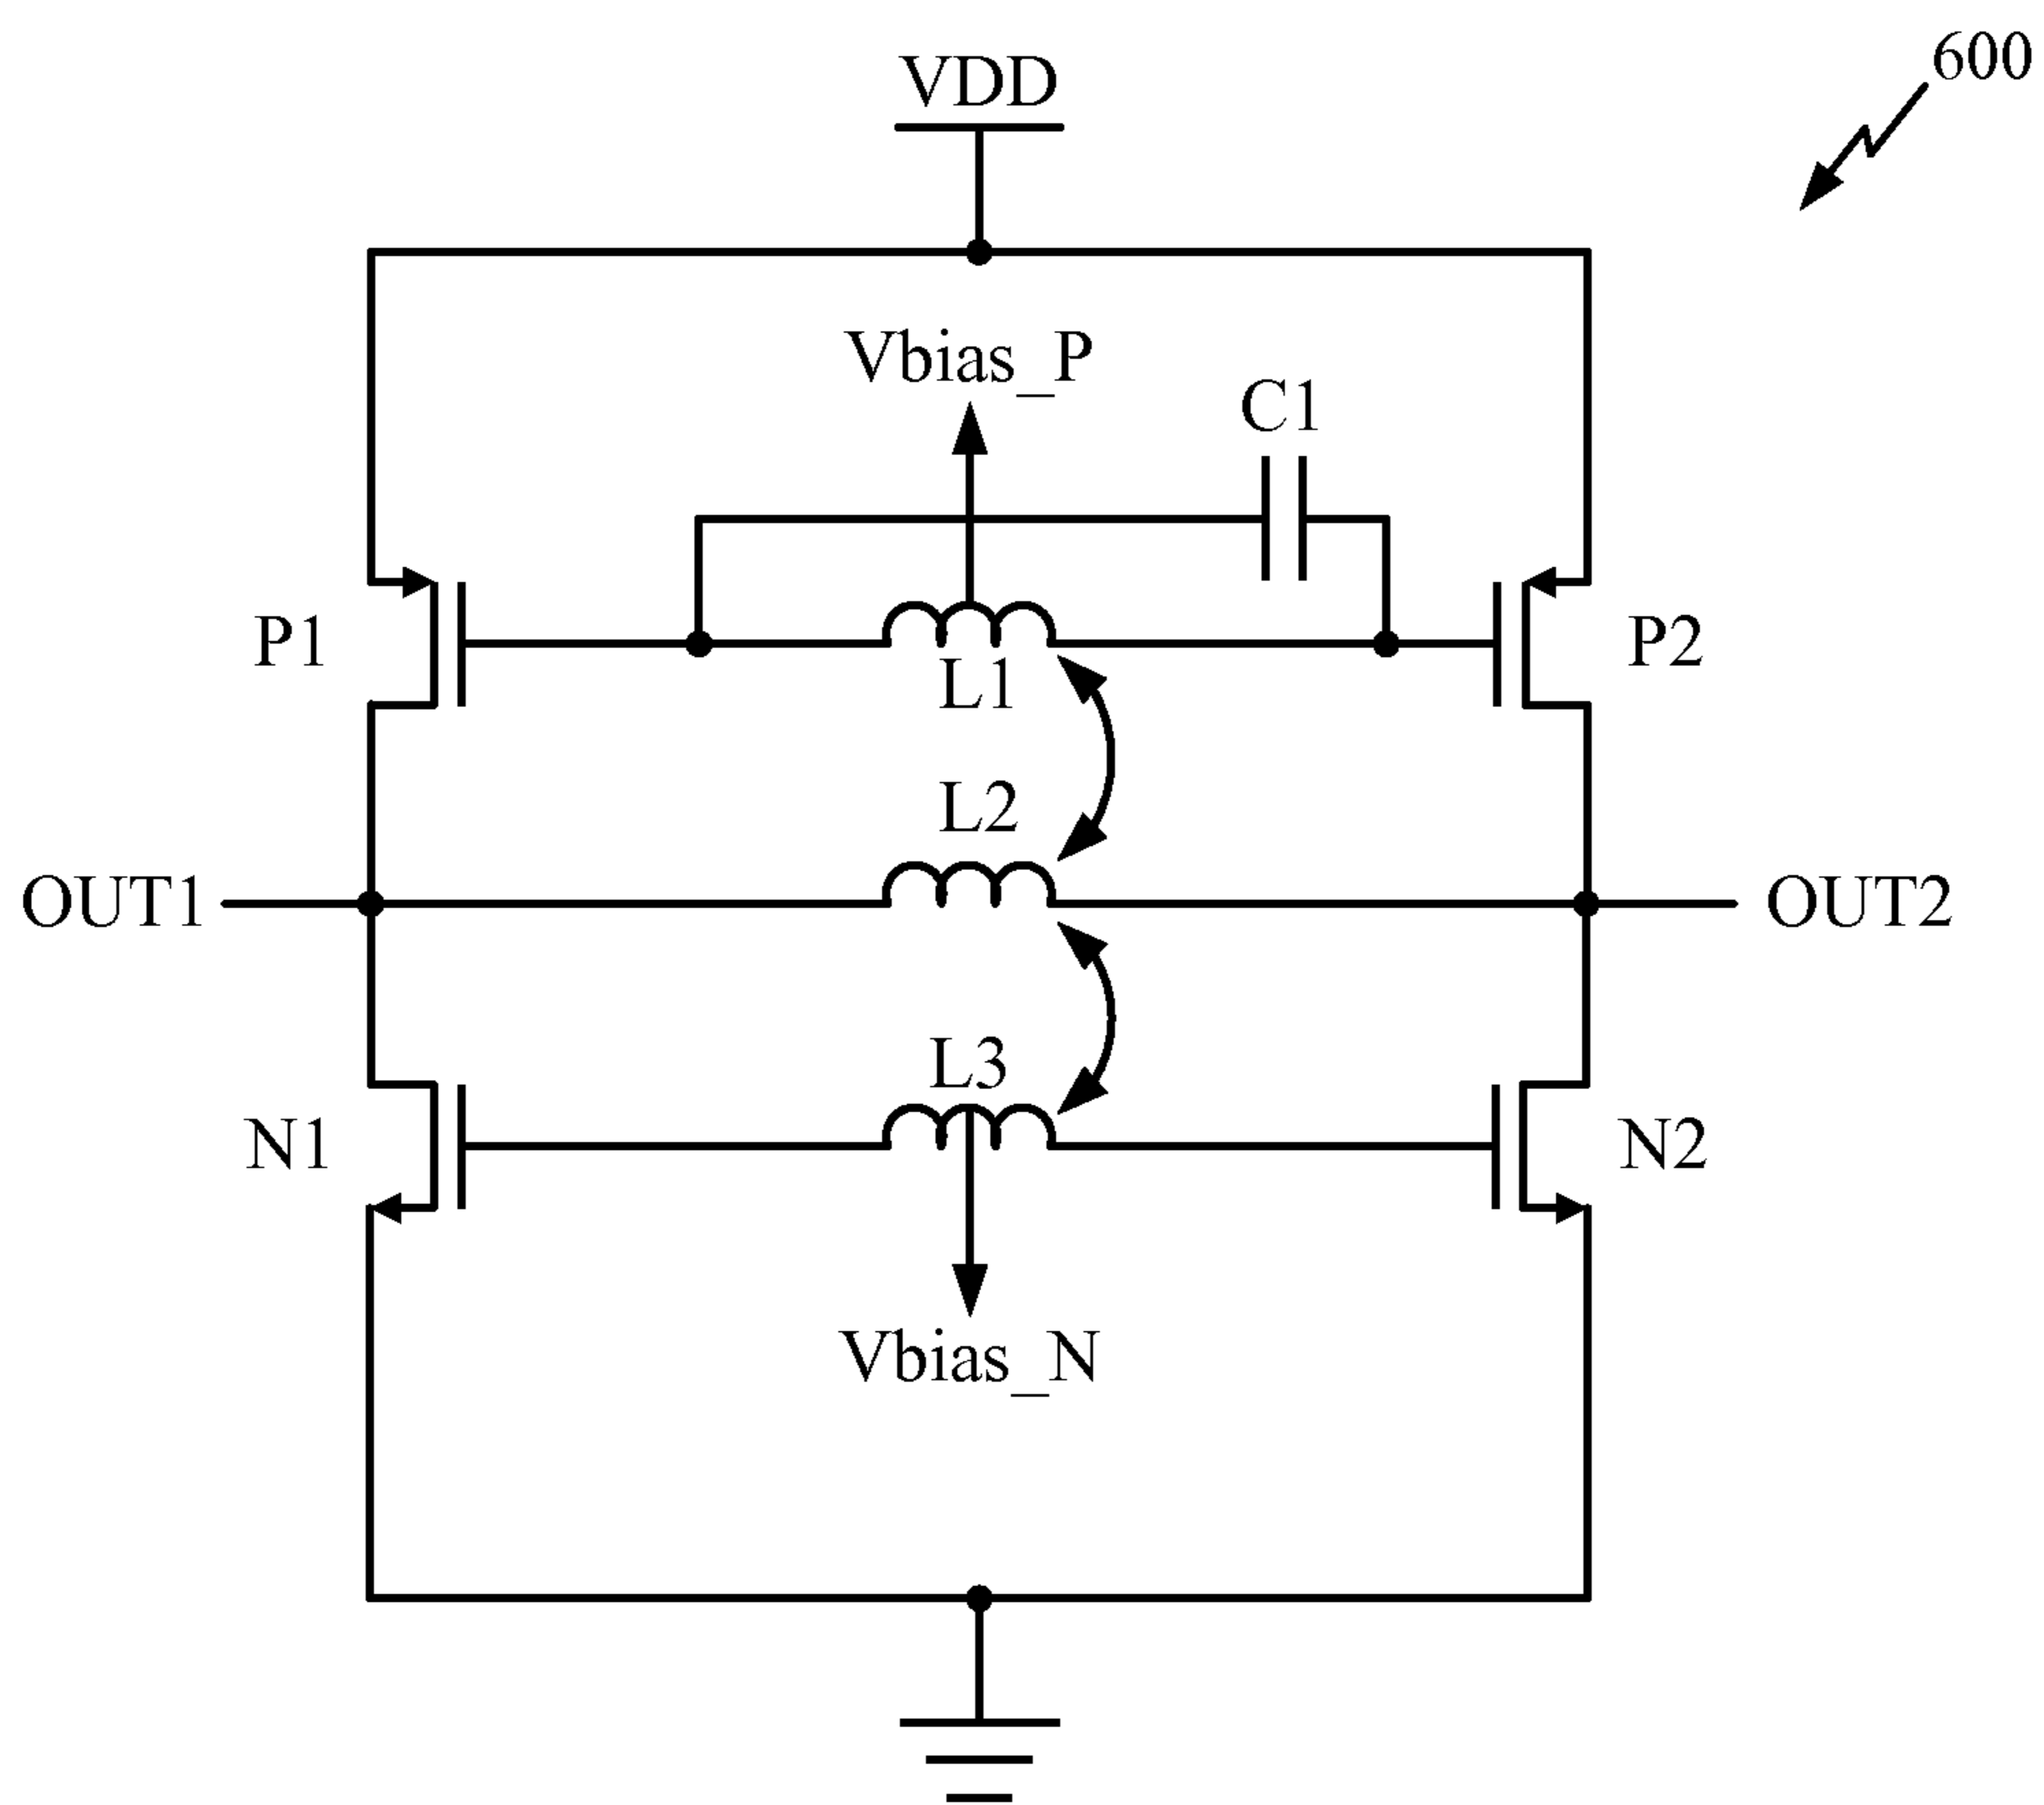 600
VDD
Vbias_P
C1
P1
P2
L1
L2
OUT1
OUT2
L3
N1
N2
Vbias_N